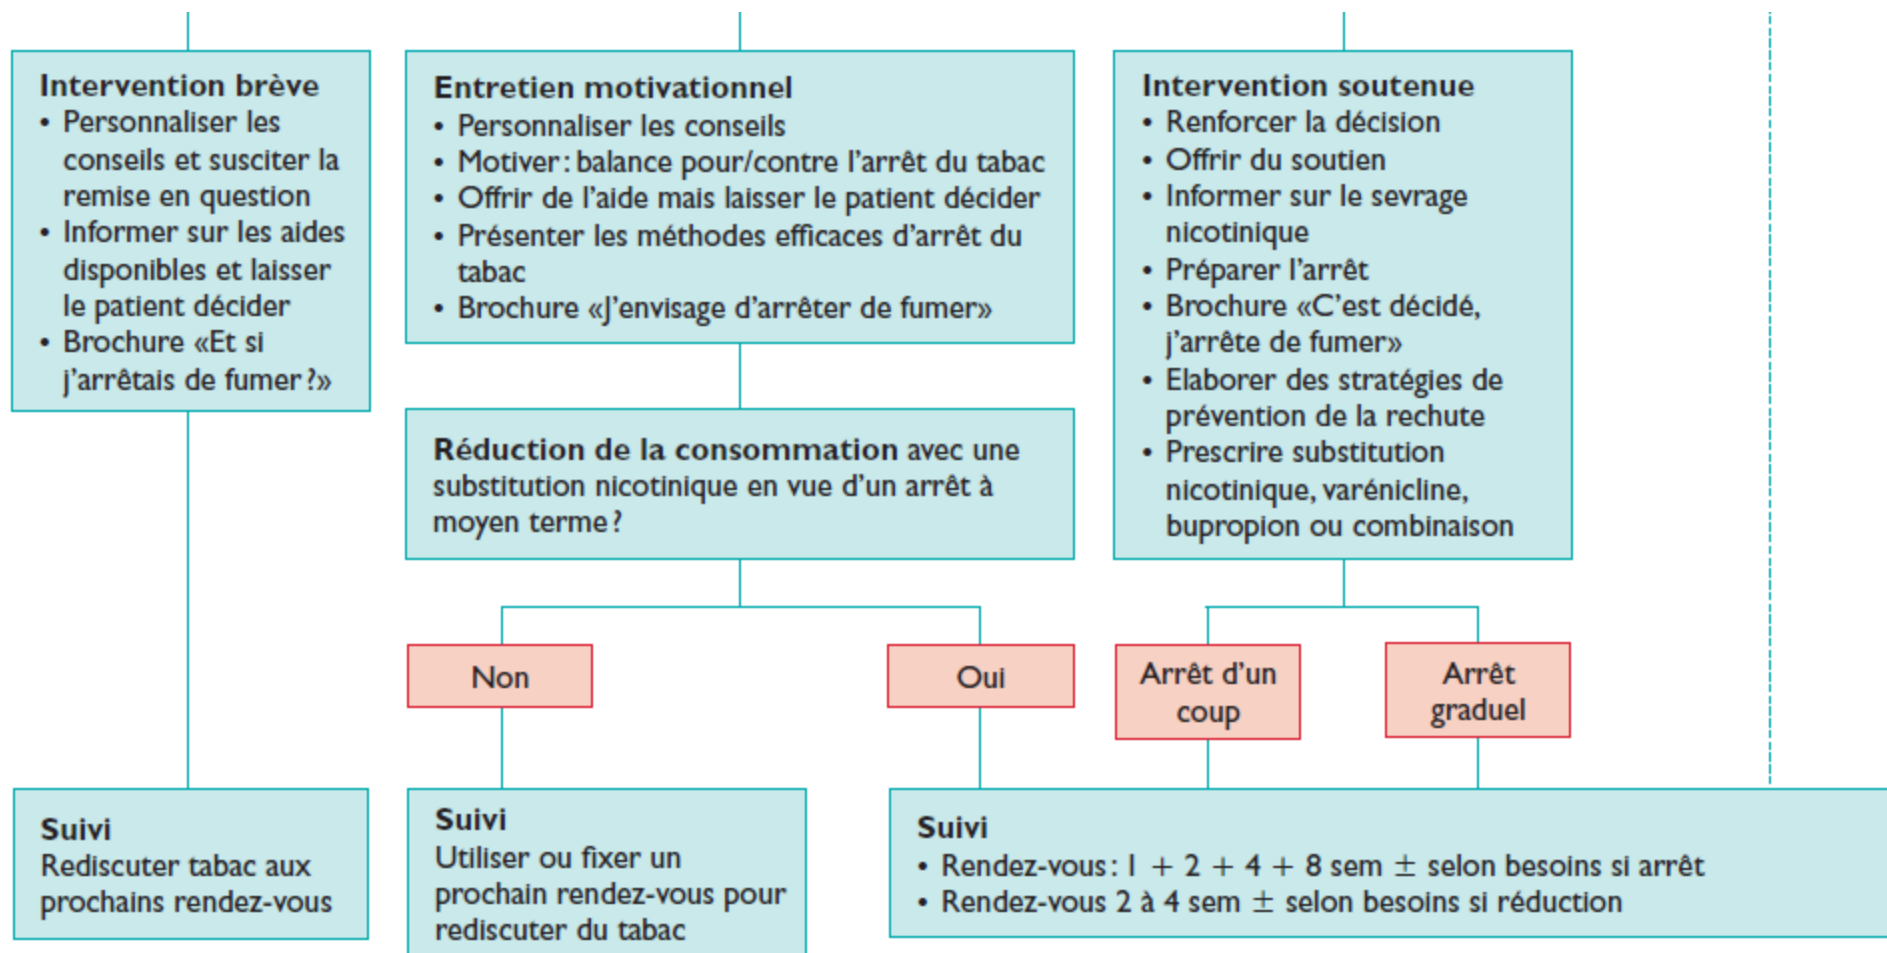 Intervention brève
• Personnaliser les
conseils et susciter la
remise en question
• Informer sur les aides
disponibles et laisser
le patient décider
• Brochure «Et si
j'arrêtais de fumer?»
Entretien motivationnel
• Personnaliser les conseils
• Motiver: balance pour/contre l'arrêt du tabac
• Offrir de l'aide mais laisser le patient décider
• Présenter les méthodes efficaces d'arrêt du
tabac
• Brochure «J'envisage d'arrêter de fumer»
Intervention soutenue
• Renforcer la décision
• Offrir du soutien
• Informer sur le sevrage
nicotinique
• Préparer l'arrêt
• Brochure «C'est décidé,
j'arrête de fumer»
• Elaborer des stratégies de
prévention de la rechute
• Prescrire substitution
nicotinique, varénicline,
bupropion ou combinaison
Réduction de la consommation avec une
substitution nicotinique en vue d'un arrêt à
moyen terme?
Non
Oui
Arrêt d'un
coup
Arrêt
graduel
Suivi
Rediscuter tabac aux
prochains rendez-vous
Suivi
Utiliser ou fixer un
prochain rendez-vous pour
rediscuter du tabac
Suivi
• Rendez-vous: 1 + 2 + 4 + 8 sem ± selon besoins si arrêt
• Rendez-vous 2 à 4 sem ± selon besoins si réduction